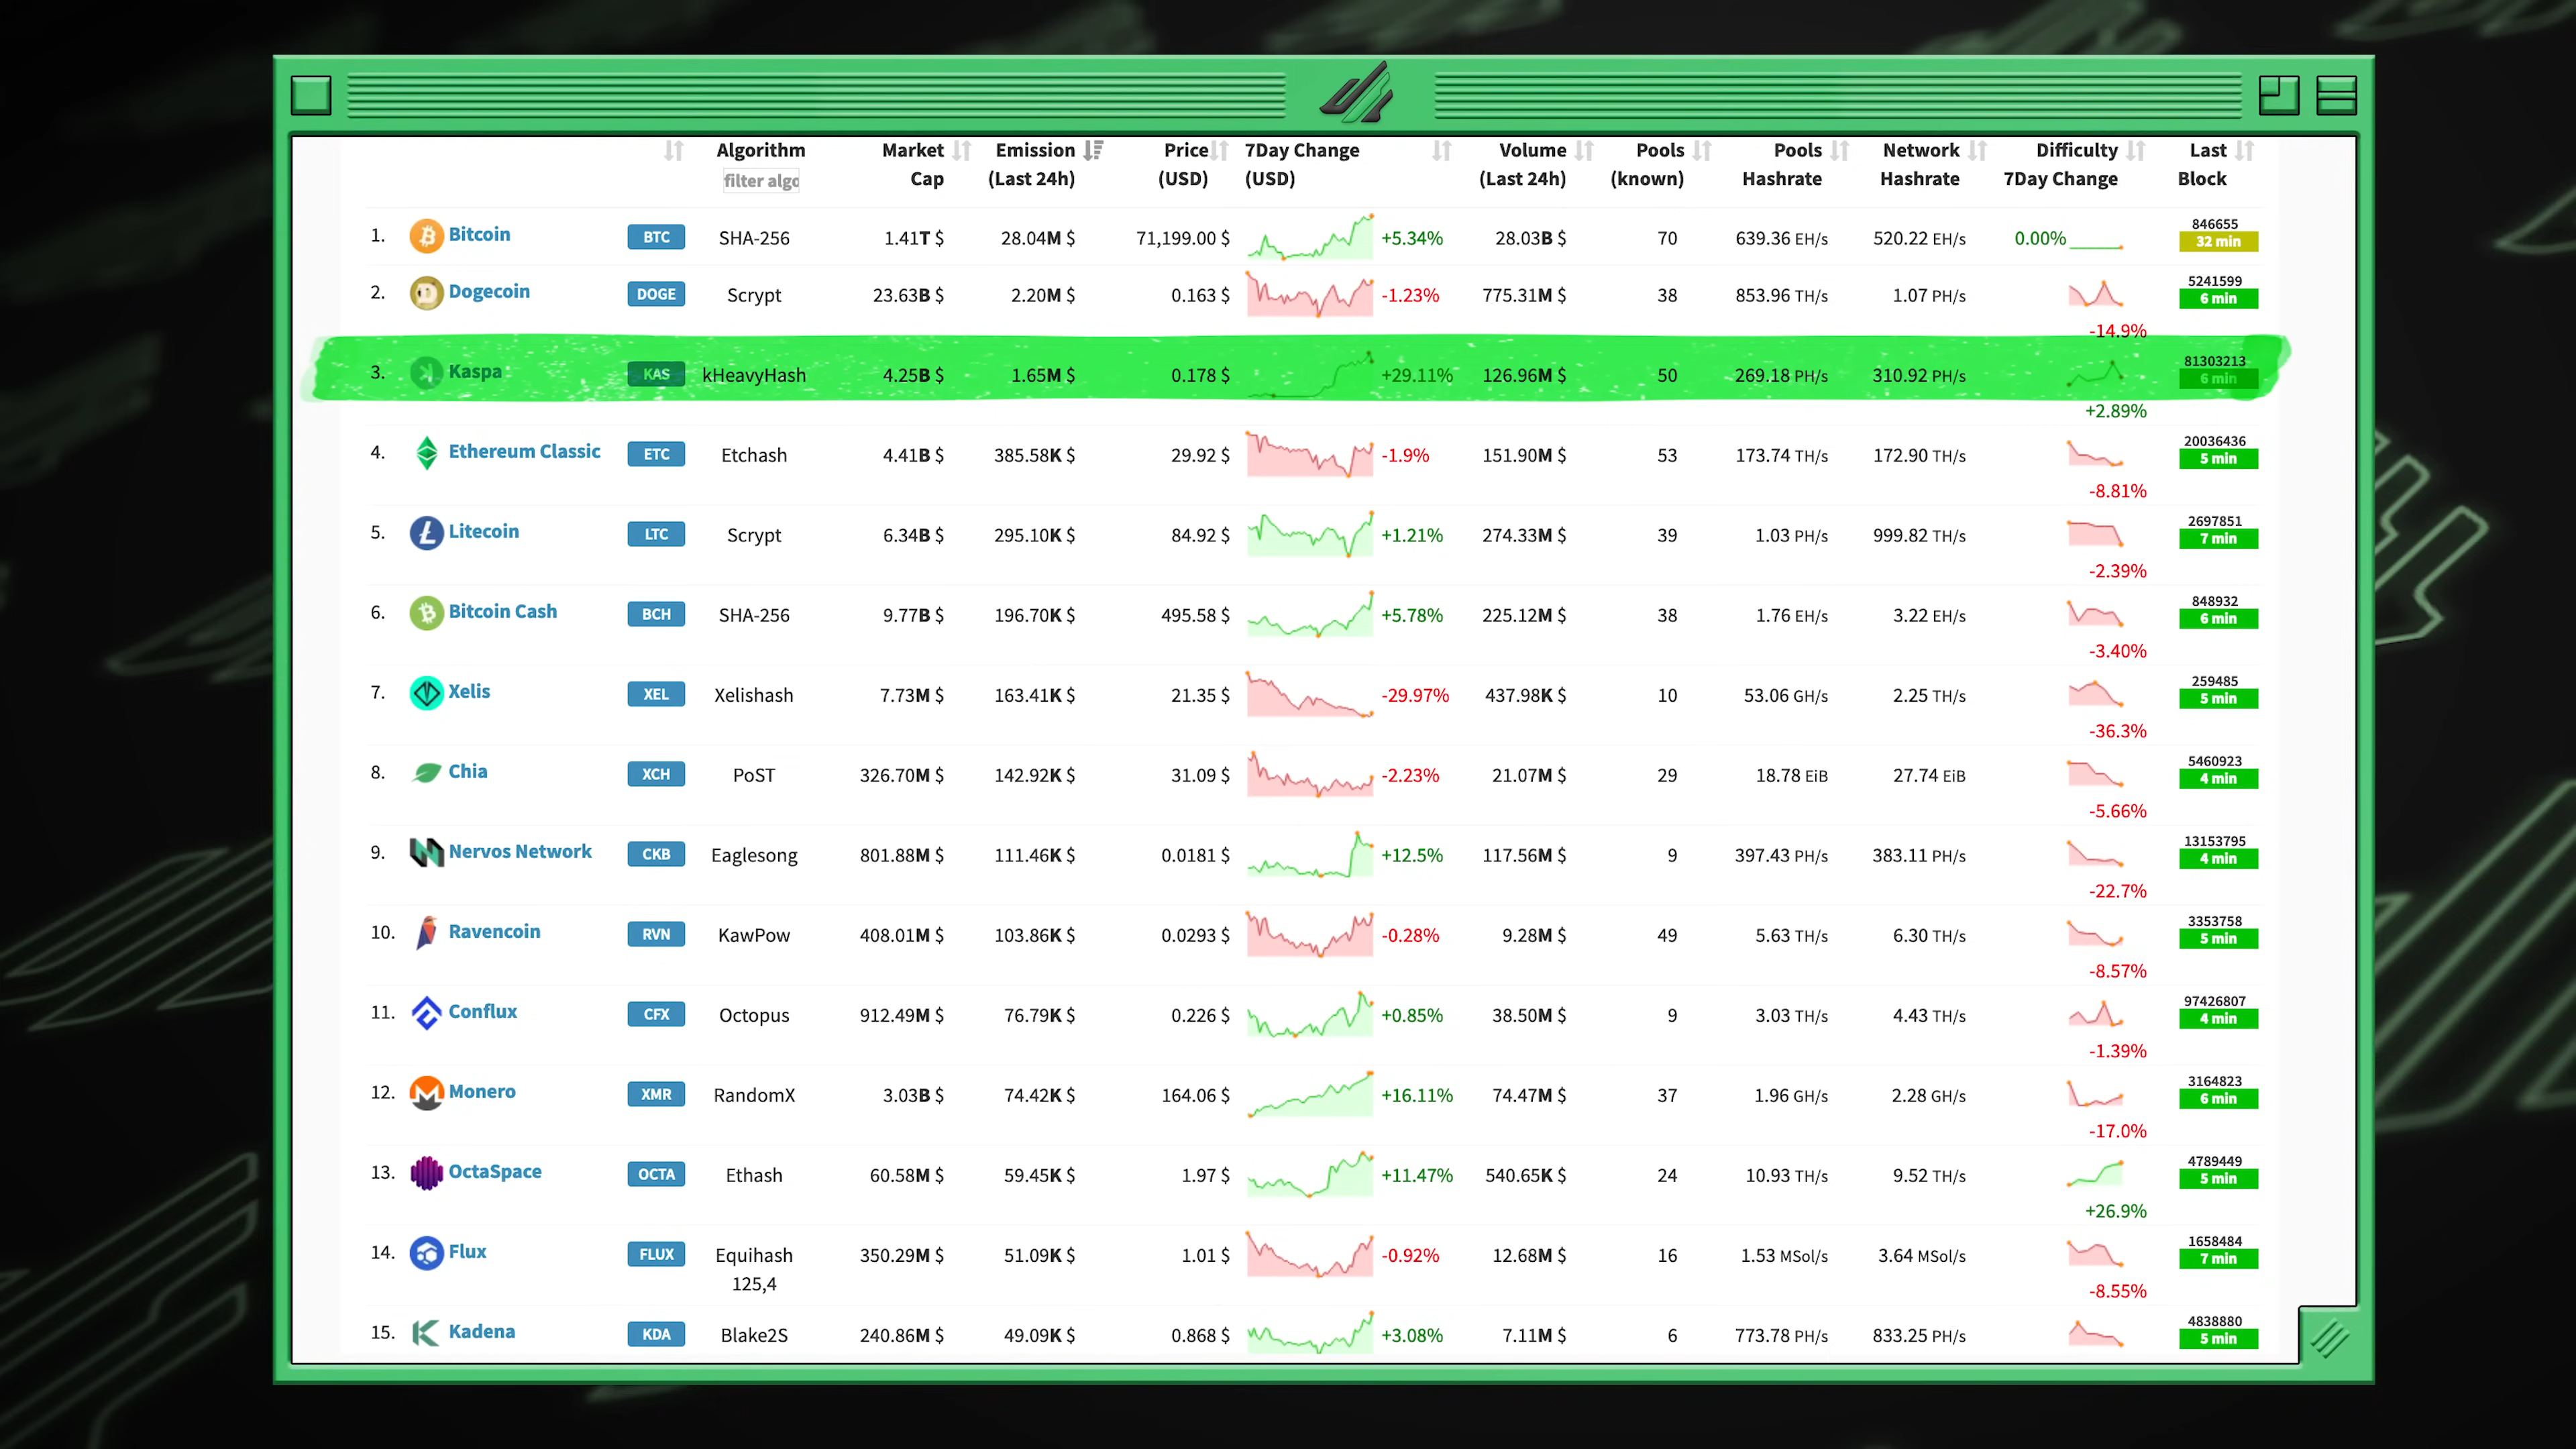 Algorithm Market Emission Price 7Day Change Volume Pools Pools Network Difficulty Last
filter algo Cap (Last 24h) (USD) (USD) (Last 24h) (known) Hashrate Hashrate 7Day Change Block
1. Bitcoin BTC SHA-256 1.41T $ 28.04M $ 71,199.00 $ +5.34% 28.03B $ 70 639.36 EH/s 520.22 EH/s 0.00% 846655
32 min
2. Dogecoin DOGE Scrypt 23.63B $ 2.20M $ 0.163 $ -1.23% 775.31M $ 38 853.96 TH/s 1.07 PH/s 5241599
6 min
-14.9%
3. Kaspa KAS kHeavyHash 4.25B $ 1.65M $ 0.178 $ +29.11% 126.96M $ 50 269.18 PH/s 310.92 PH/s 81303213
6 min
+2.89%
4. Ethereum Classic ETC Etchash 4.41B $ 385.58K $ 29.92 $ -1.9% 151.90M $ 53 173.74 TH/s 172.90 TH/s 20036436
5 min
-8.81%
5. Litecoin LTC Scrypt 6.34B $ 295.10K $ 84.92 $ +1.21% 274.33M $ 39 1.03 PH/s 999.82 TH/s 2697851
7 min
-2.39%
6. Bitcoin Cash BCH SHA-256 9.77B $ 196.70K $ 495.58 $ +5.78% 225.12M $ 38 1.76 EH/s 3.22 EH/s 848932
6 min
-3.40%
7. Xelis XEL Xelishash 7.73M $ 163.41K $ 21.35 $ -29.97% 437.98K $ 10 53.06 GH/s 2.25 TH/s 259485
5 min
-36.3%
8. Chia XCH PoST 326.70M $ 142.92K $ 31.09 $ -2.23% 21.07M $ 29 18.78 EiB 27.74 EiB 5460923
4 min
-5.66%
9. Nervos Network CKB Eaglesong 801.88M $ 111.46K $ 0.0181 $ +12.5% 117.56M $ 9 397.43 PH/s 383.11 PH/s 13153795
4 min
-22.7%
10. Ravencoin RVN KawPow 408.01M $ 103.86K $ 0.0293 $ -0.28% 9.28M $ 49 5.63 TH/s 6.30 TH/s 3353758
5 min
-8.57%
11. Conflux CFX Octopus 912.49M $ 76.79K $ 0.226 $ +0.85% 38.50M $ 9 3.03 TH/s 4.43 TH/s 97426807
4 min
-1.39%
12. Monero XMR RandomX 3.03B $ 74.42K $ 164.06 $ +16.11% 74.47M $ 37 1.96 GH/s 2.28 GH/s 3164823
6 min
-17.0%
13. OctaSpace OCTA Ethash 60.58M $ 59.45K $ 1.97 $ +11.47% 540.65K $ 24 10.93 TH/s 9.52 TH/s 4789449
5 min
+26.9%
14. Flux FLUX Equihash 350.29M $ 51.09K $ 1.01 $ -0.92% 12.68M $ 16 1.53 MSol/s 3.64 MSol/s 1658484
7 min
125,4 -8.55%
15. Kadena KDA Blake2S 240.86M $ 49.09K $ 0.868 $ +3.08% 7.11M $ 6 773.78 PH/s 833.25 PH/s 4838880
5 min